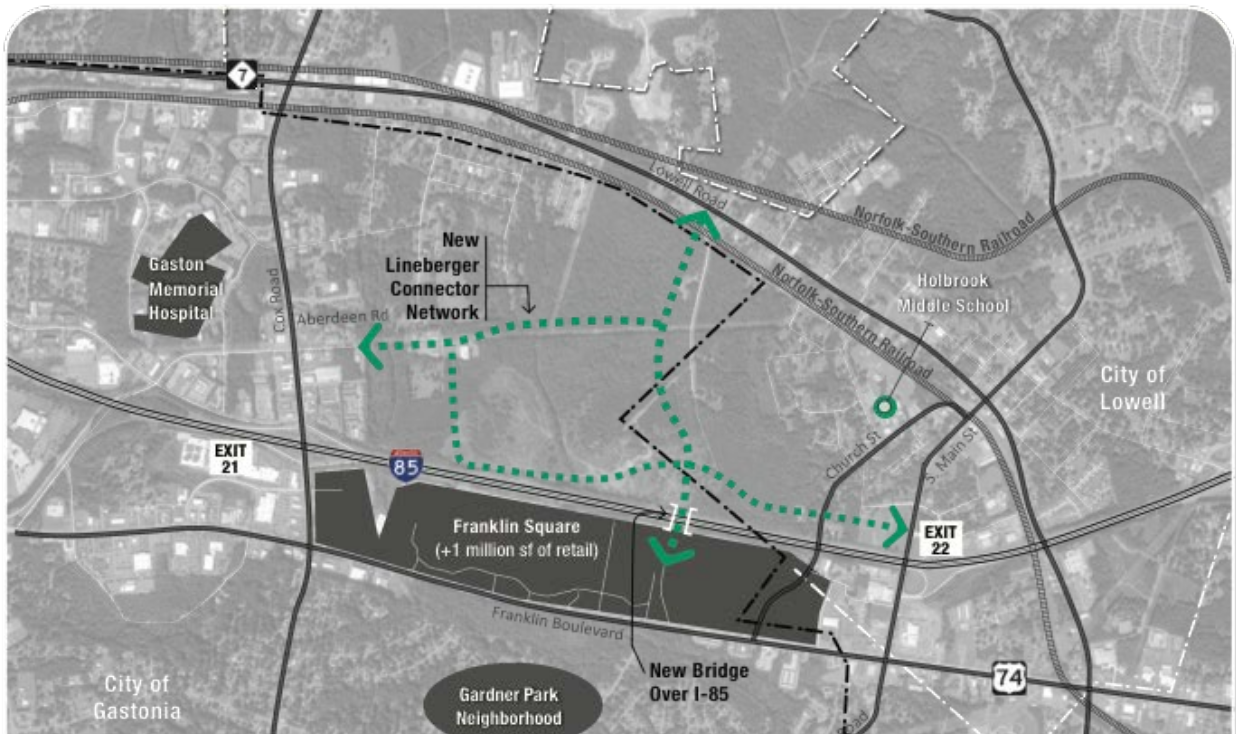 7
Lowell Road
Norfolk-Southern Railroad
New
Lineberger
Connector
Network
Gaston
Memorial
Hospital
Cox Road
Aberdeen Rd
Norfolk-Southern Railroad
Holbrook
Middle School
City of
Lowell
EXIT
21
85
Church St
S. Main St
Franklin Square
(+1 million sf of retail)
EXIT
22
Franklin Boulevard
New Bridge
Over I-85
74
City of
Gastonia
Gardner Park
Neighborhood
Road